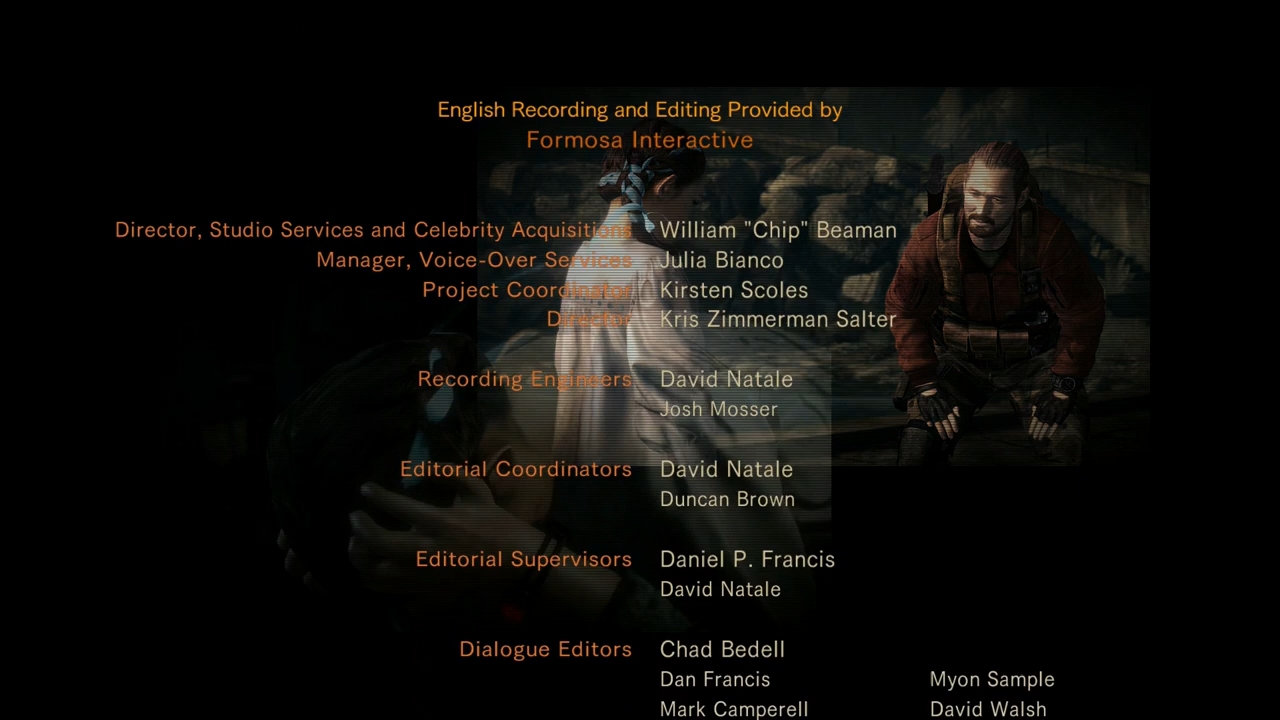 English Recording and Editing Provided by
Formosa Interactive
Director, Studio Services and Celebrity Acquisitions William "Chip" Beaman
Manager, Voice-Over Services Julia Bianco
Project Coordinator Kirsten Scoles
Director Kris Zimmerman Salter
Recording Engineers David Natale
Josh Mosser
Editorial Coordinators David Natale
Duncan Brown
Editorial Supervisors Daniel P. Francis
David Natale
Dialogue Editors Chad Bedell
Dan Francis Myon Sample
Mark Camperell David Walsh